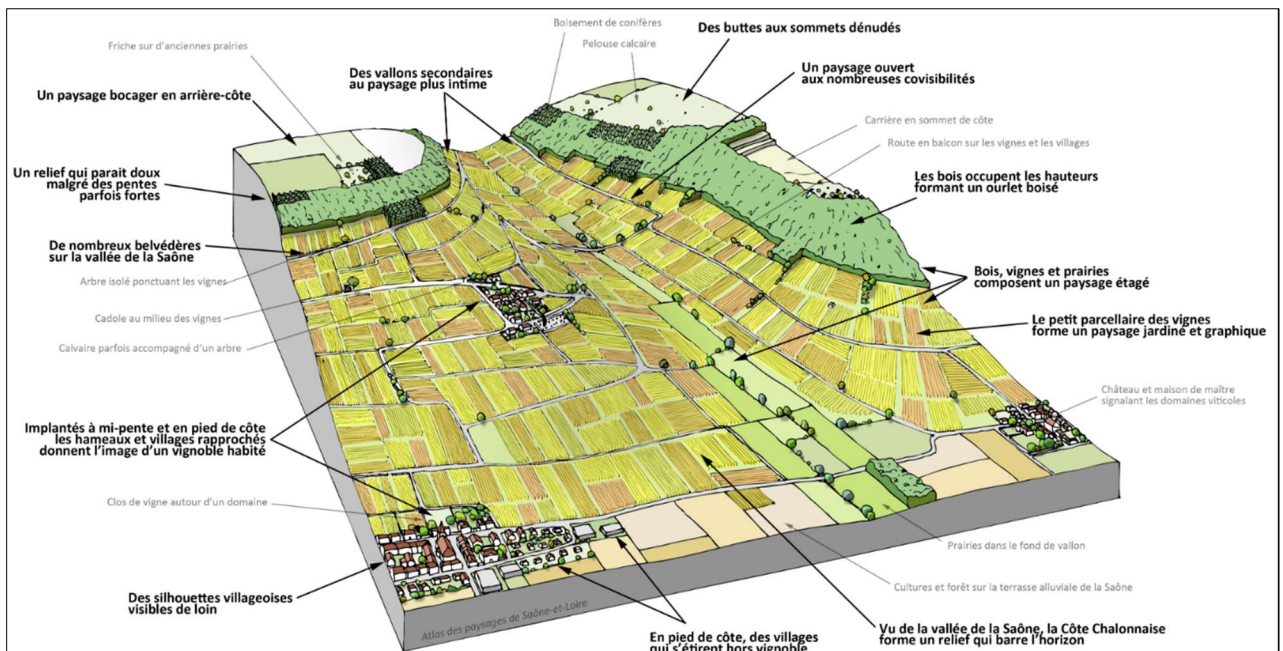 Boisement de conifères
Des buttes aux sommets dénudés
Friche sur d'anciennes prairies
Pelouse calcaire
Des vallons secondaires
au paysage plus intime
Un paysage ouvert
aux nombreuses covisibilités
Un paysage bocager en arrière-côte
Carrière en sommet de côte
Route en balcon sur les vignes et les villages
Un relief qui parait doux
malgré des pentes
parfois fortes
Les bois occupent les hauteurs
formant un ourlet boisé
De nombreux belvédères
sur la vallée de la Saône
Arbre isolé ponctuant les vignes
Bois, vignes et prairies
composent un paysage étagé
Cadole au milieu des vignes
Le petit parcellaire des vignes
forme un paysage jardiné et graphique
Calvaire parfois accompagné d'un arbre
Château et maison de maître
signalant les domaines viticoles
Implantés à mi-pente et en pied de côte
les hameaux et villages rapprochés
donnent l'image d'un vignoble habité
Clos de vigne autour d'un domaine
Prairies dans le fond de vallon
Cultures et forêt sur la terrasse alluviale de la Saône
Des silhouettes villageoises
visibles de loin
Atlas des paysages de Saône-et-Loire
En pied de côte, des villages
qui s'étirent hors vignoble
Vu de la vallée de la Saône, la Côte Chalonnaise
forme un relief qui barre l'horizon